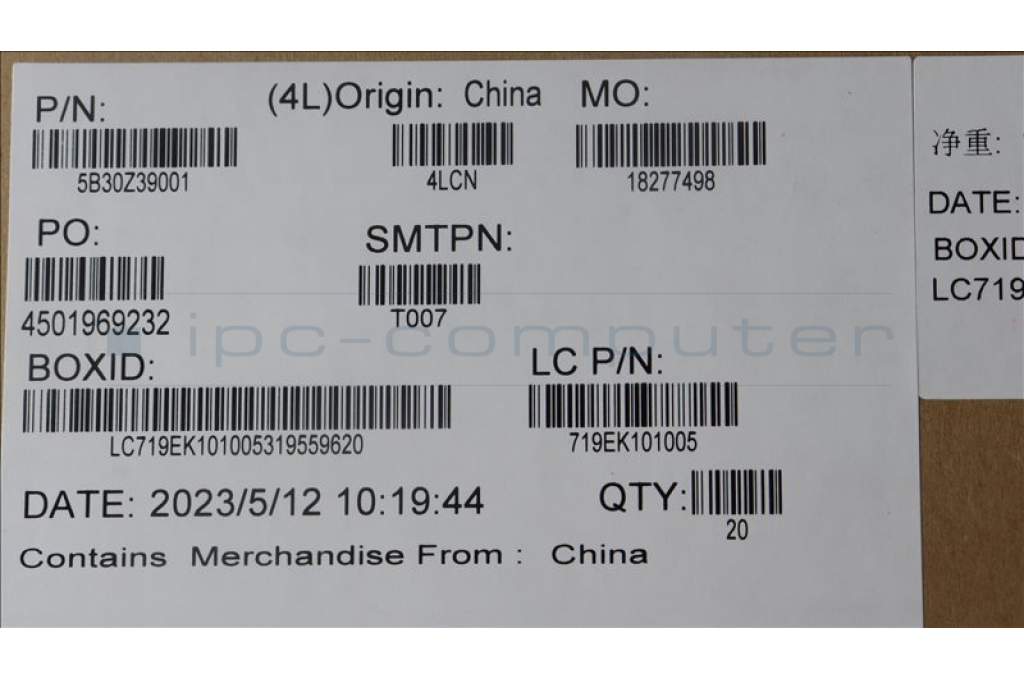 P/N:
(4L)Origin: China
MO:
5B30Z39001
4LCN
18277498
PO:
SMTPN:
4501969232
T007
BOXID:
LC P/N:
LC719EK101005319559620
719EK101005
DATE: 2023/5/12 10:19:44
QTY:
20
Contains Merchandise From : China
净重:
DATE:
BOXID
LC719
ipc-computer